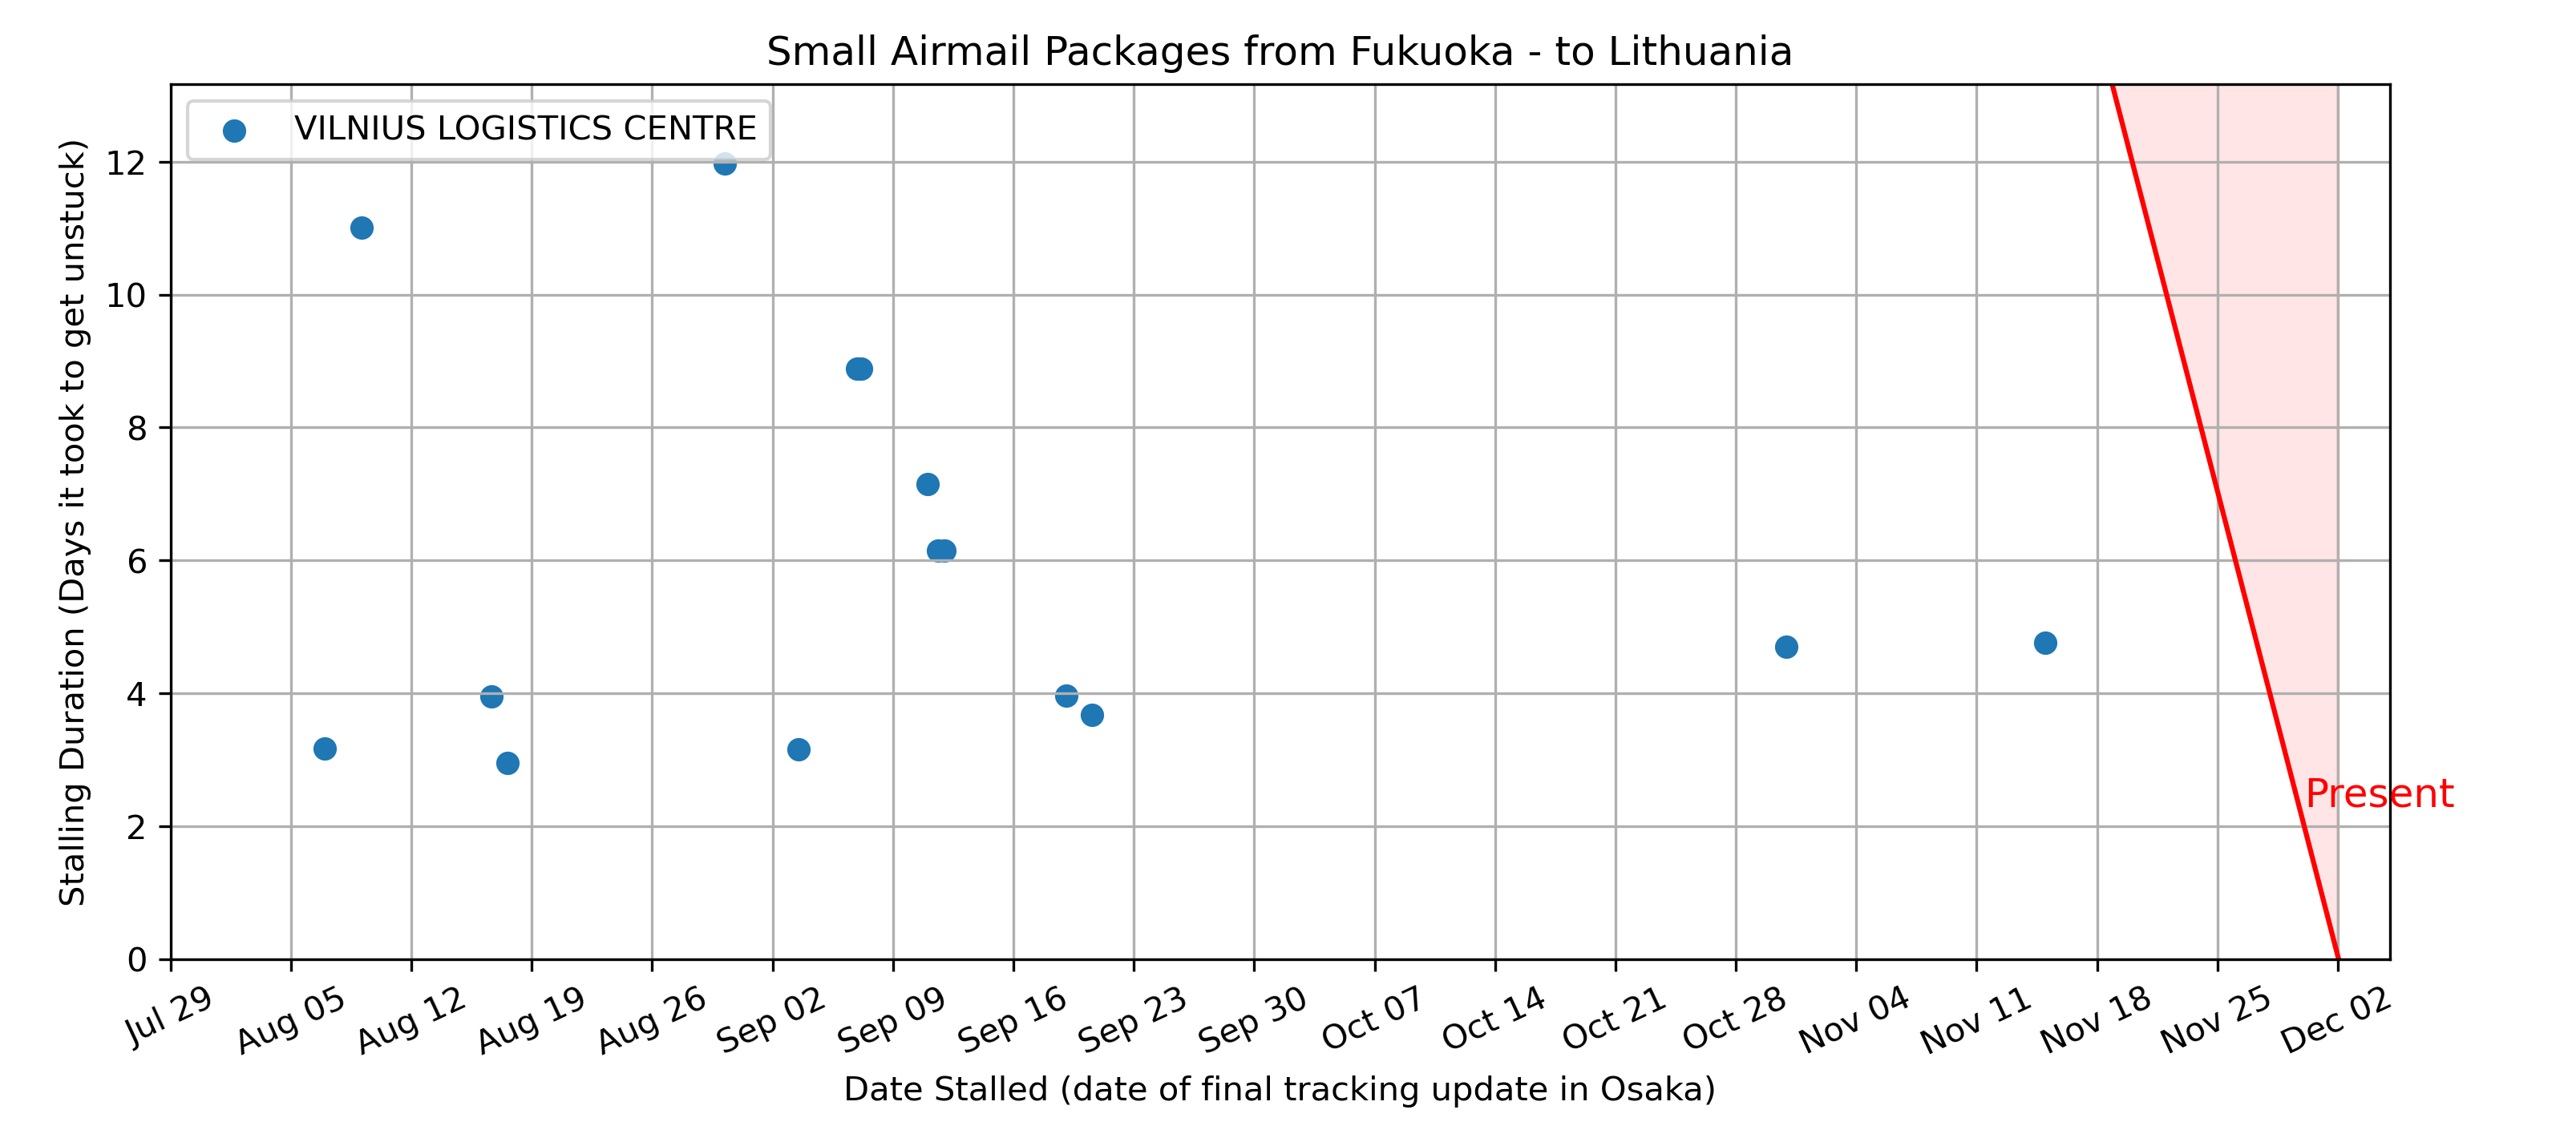 Small Airmail Packages from Fukuoka - to Lithuania
VILNIUS LOGISTICS CENTRE
Stalling Duration (Days it took to get unstuck)
12
10
8
6
4
2
0
Present
Jul 29
Aug 05
Aug 12
Aug 19
Aug 26
Sep 02
Sep 09
Sep 16
Sep 23
Sep 30
Oct 07
Oct 14
Oct 21
Oct 28
Nov 04
Nov 11
Nov 18
Nov 25
Dec 02
Date Stalled (date of final tracking update in Osaka)